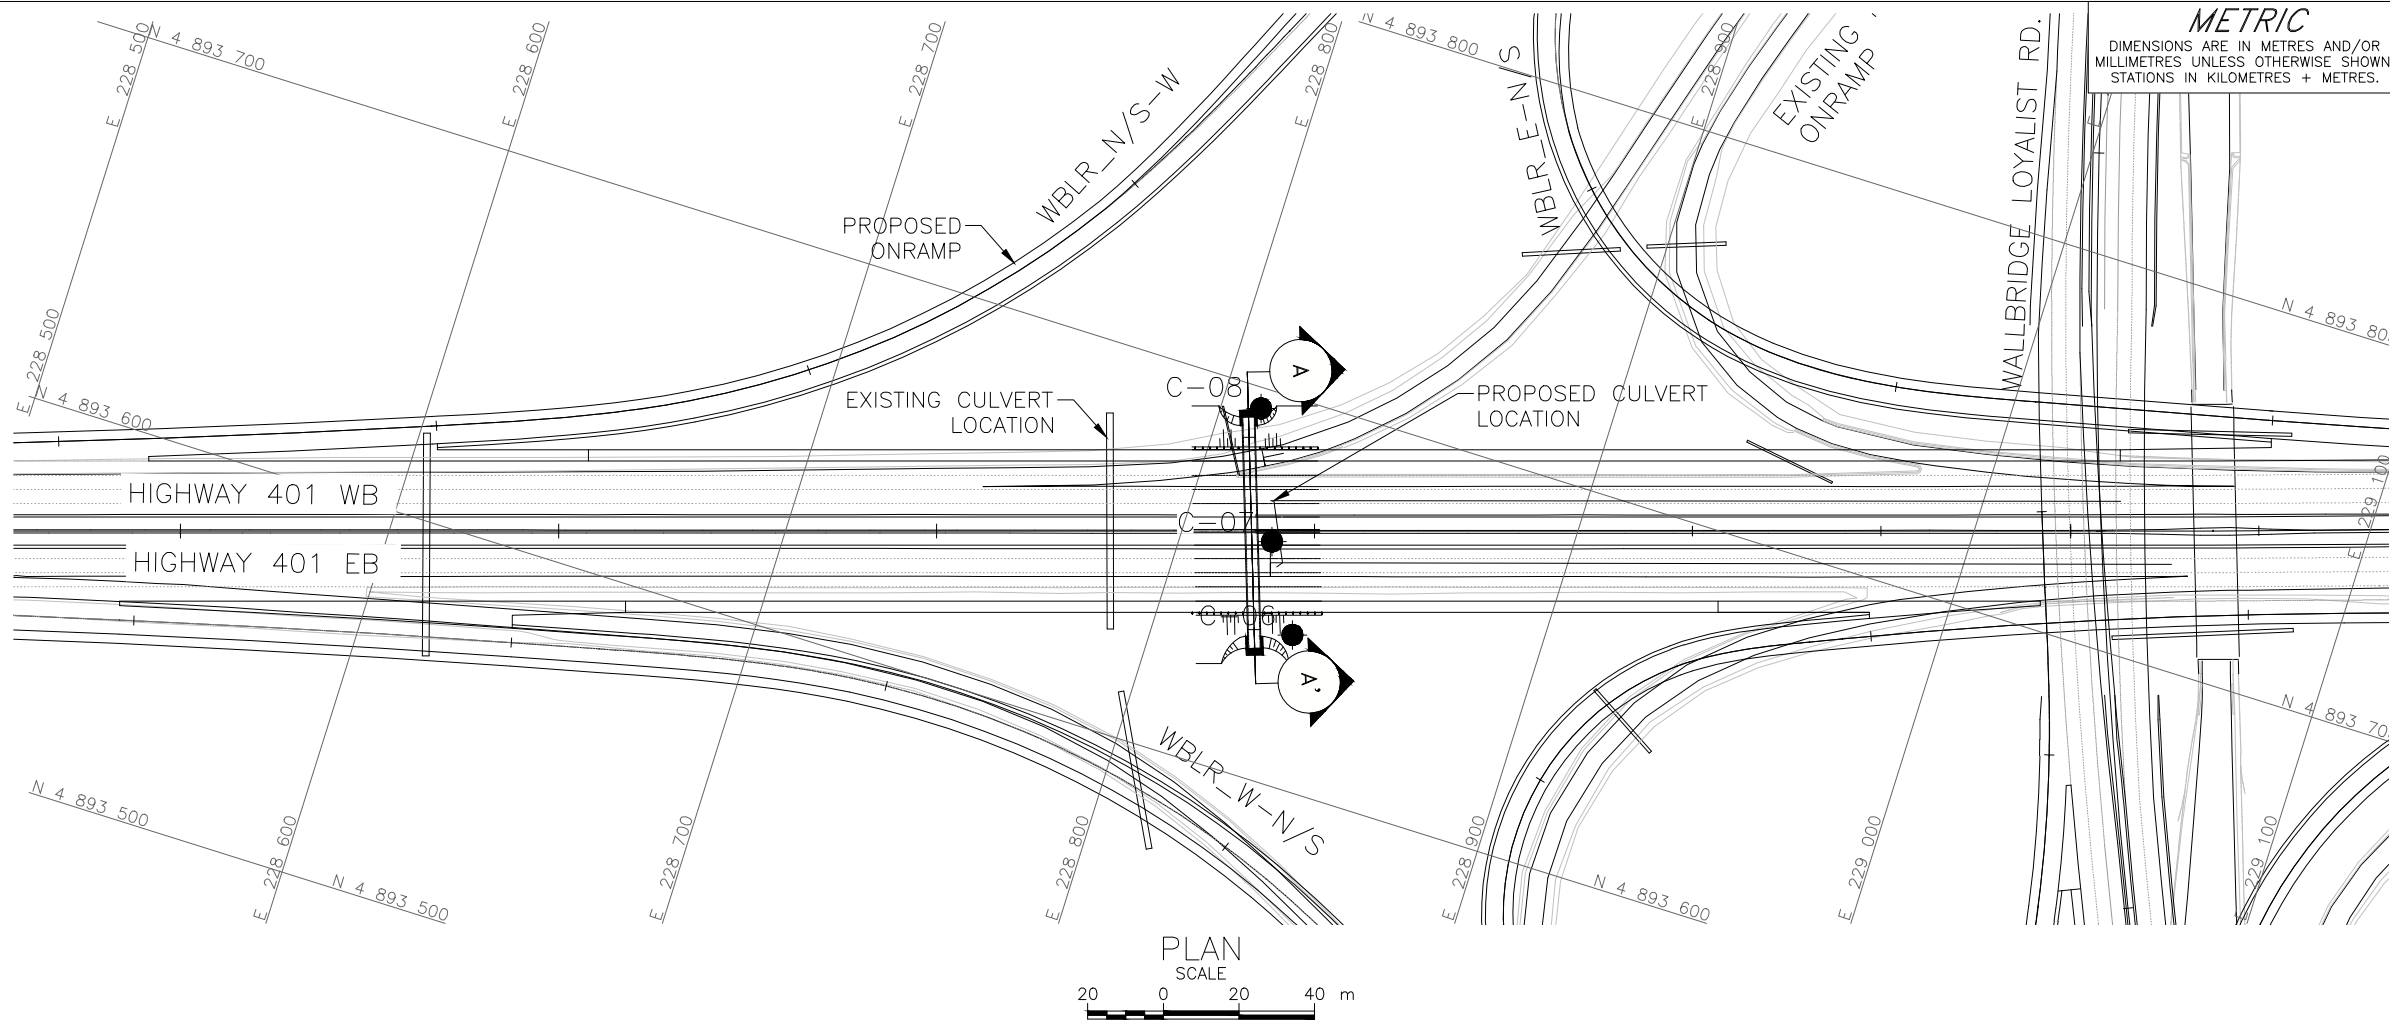 METRIC
DIMENSIONS ARE IN METRES AND/OR
MILLIMETRES UNLESS OTHERWISE SHOWN
STATIONS IN KILOMETRES + METRES.
E 228 500
N 4 893 700
E 228 600
E 228 700
E 228 800
N 4 893 800
E 228 900
WBLR_N/S-W
WBLR_E-N/S
EXISTING
ONRAMP
WALLBRIDGE LOYALIST RD.
E
PROPOSED
ONRAMP
N 4 893 80
E 228 500
N 4 893 600
EXISTING CULVERT
LOCATION
C-08
A
PROPOSED CULVERT
LOCATION
HIGHWAY 401 WB
C-07
HIGHWAY 401 EB
E 229 100
C-06
A'
WBLR_W-N/S
N 4 893 70
N 4 893 500
E 228 600
E 228 700
E 228 800
E 228 900
E 229 000
E 229 100
N 4 893 500
N 4 893 600
PLAN
SCALE
20 0 20 40 m